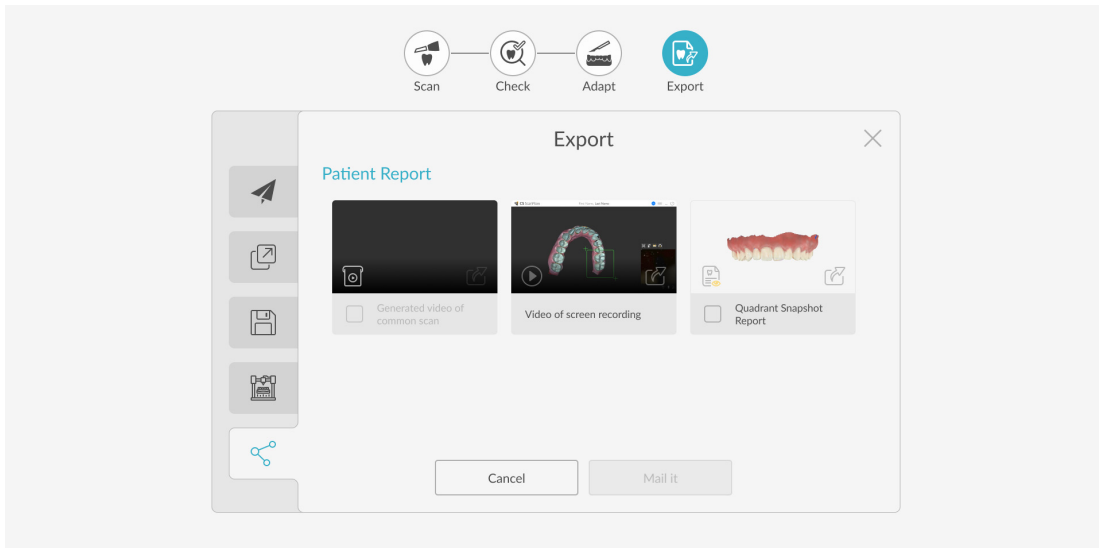 Scan
Check
Adapt
Export
Export
Patient Report
Generated video of
common scan
Video of screen recording
Quadrant Snapshot
Report
Cancel
Mail it